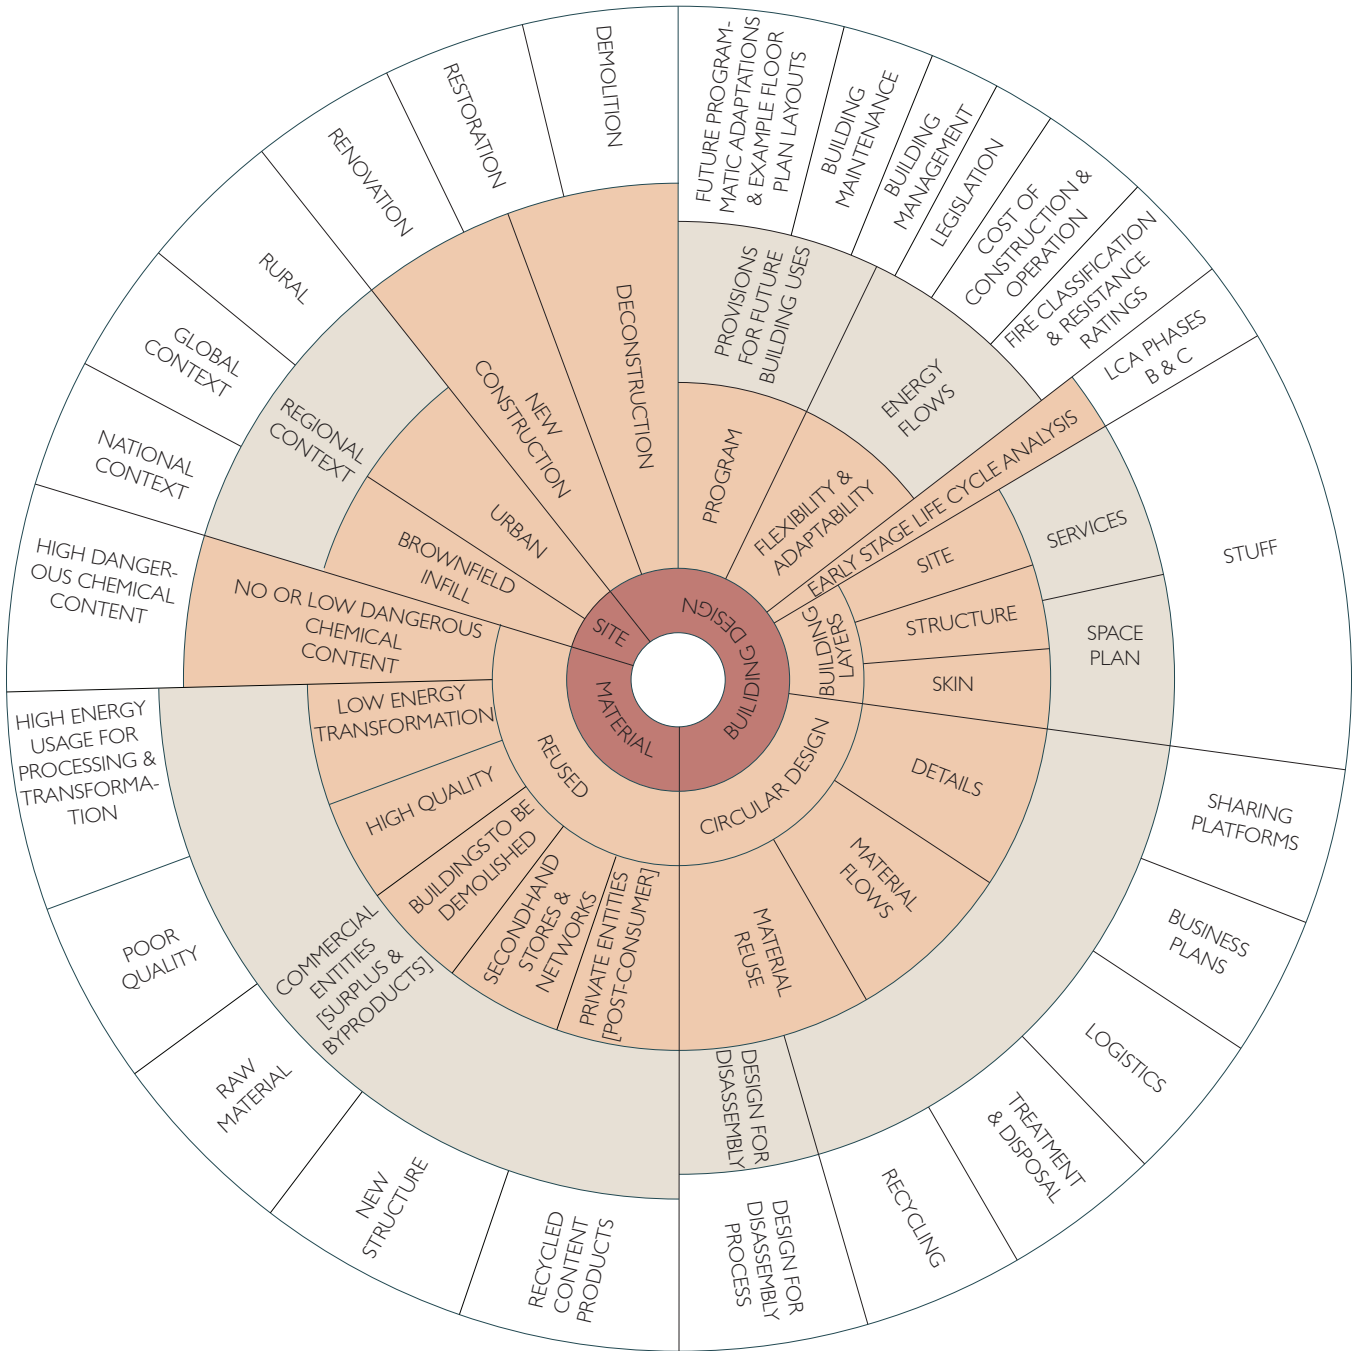 FUTURE PROGRAM-
MATIC ADAPTATIONS
& EXAMPLE FLOOR
PLAN LAYOUTS
BUILDING
MAINTENANCE
BUILDING
MANAGEMENT
LEGISLATION
COST OF
CONSTRUCTION &
OPERATION
FIRE CLASSIFICATION
& RESISTANCE
RATINGS
LCA PHASES
B & C
STUFF
SHARING
PLATFORMS
BUSINESS
PLANS
LOGISTICS
TREATMENT
& DISPOSAL
RECYCLING
DESIGN FOR
DISASSEMBLY
PROCESS
RECYCLED
CONTENT
PRODUCTS
NEW
STRUCTURE
RAW
MATERIAL
POOR
QUALITY
HIGH ENERGY
USAGE FOR
PROCESSING &
TRANSFORMA-
TION
HIGH DANGER-
OUS CHEMICAL
CONTENT
NATIONAL
CONTEXT
GLOBAL
CONTEXT
RURAL
RENOVATION
RESTORATION
DEMOLITION
PROVISIONS
FOR FUTURE
BUILDING USES
ENERGY
FLOWS
SERVICES
SPACE
PLAN
DESIGN FOR
DISASSEMBLY
COMMERCIAL
ENTITIES
[SURPLUS &
BYPRODUCTS]
REGIONAL
CONTEXT
PROGRAM
FLEXIBILITY &
ADAPTABILITY
EARLY STAGE LIFE CYCLE ANALYSIS
BUILDING
LAYERS
SITE
STRUCTURE
SKIN
CIRCULAR DESIGN
DETAILS
MATERIAL
FLOWS
MATERIAL
REUSE
REUSED
PRIVATE ENTITIES
[POST-CONSUMER]
SECONDHAND
STORES &
NETWORKS
BUILDINGS TO BE
DEMOLISHED
HIGH QUALITY
LOW ENERGY
TRANSFORMATION
NO OR LOW DANGEROUS
CHEMICAL
CONTENT
BROWNFIELD
INFILL
URBAN
NEW
CONSTRUCTION
DECONSTRUCTION
BUILIDING DESIGN
MATERIAL
SITE